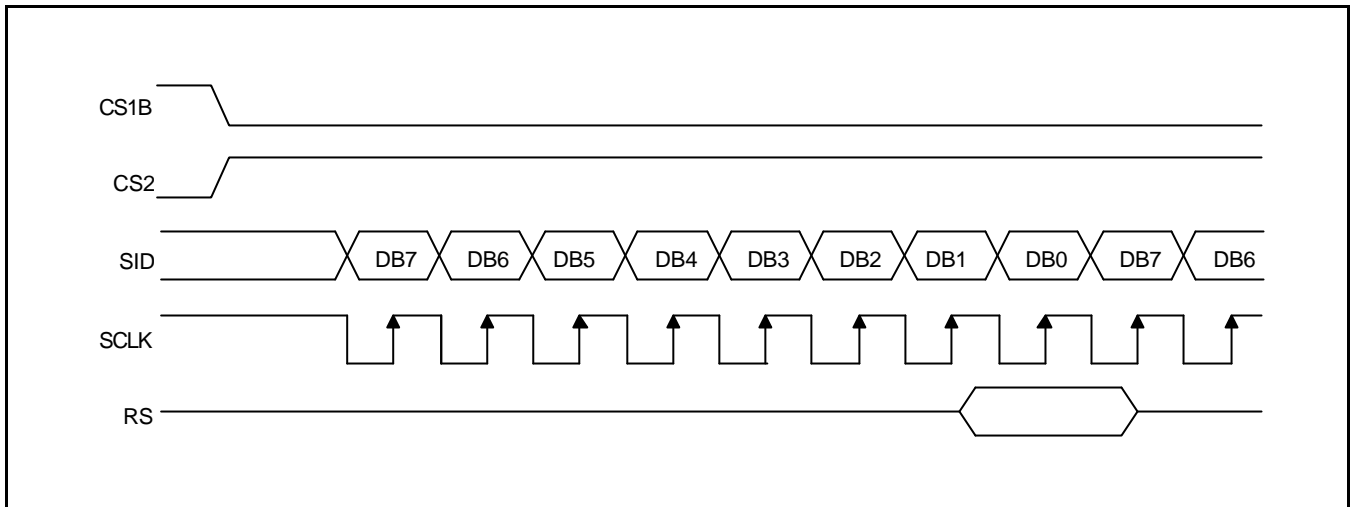 CS1B
CS2
SID DB7 DB6 DB5 DB4 DB3 DB2 DB1 DB0 DB7 DB6
SCLK
RS